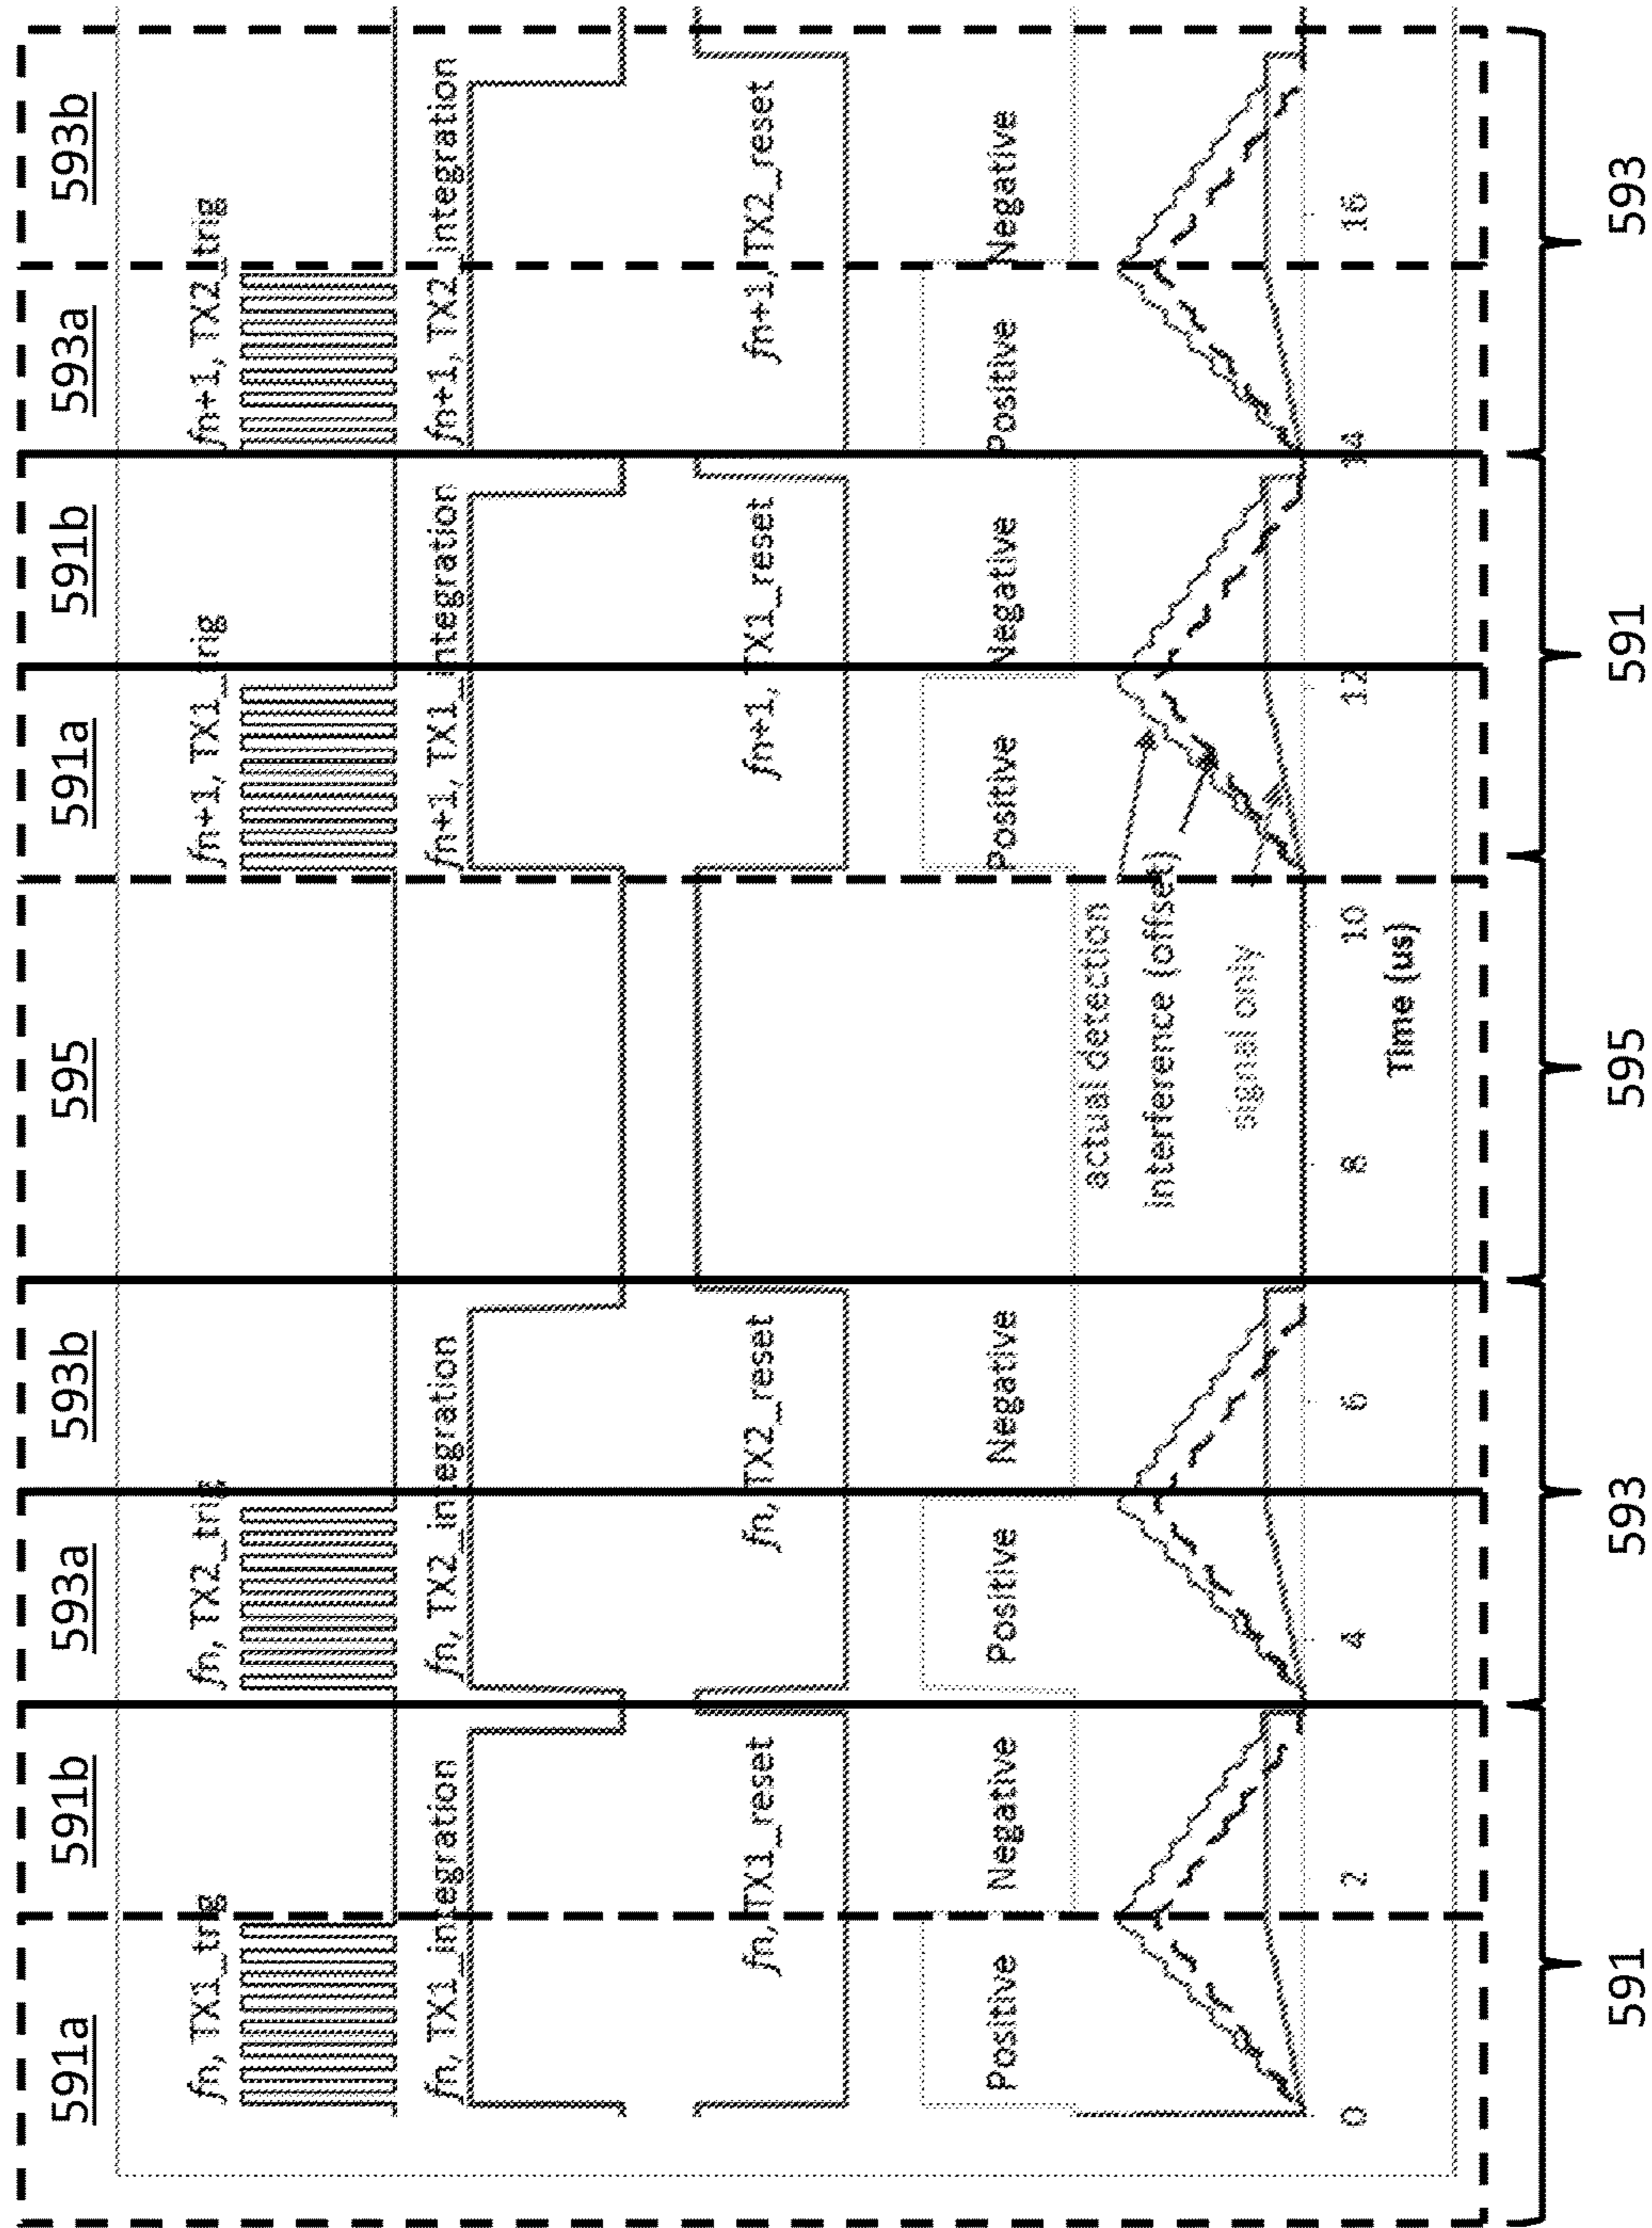 591a 591b 593a 593b 595 591a 591b 593a 593b
fn, TX1_trig fn, TX2_trig fn+1, TX1_trig fn+1, TX2_trig
fn, TX1_integration fn, TX2_integration fn+1, TX1_integration fn+1, TX2_integration
fn, TX1_reset fn, TX2_reset fn+1, TX1_reset fn+1, TX2_reset
Positive Negative Positive Negative Positive Negative Positive Negative
actual detection
interference (offset)
signal only
0 2 4 6 8 10 12 14 16
Time (us)
591 593 595 591 593